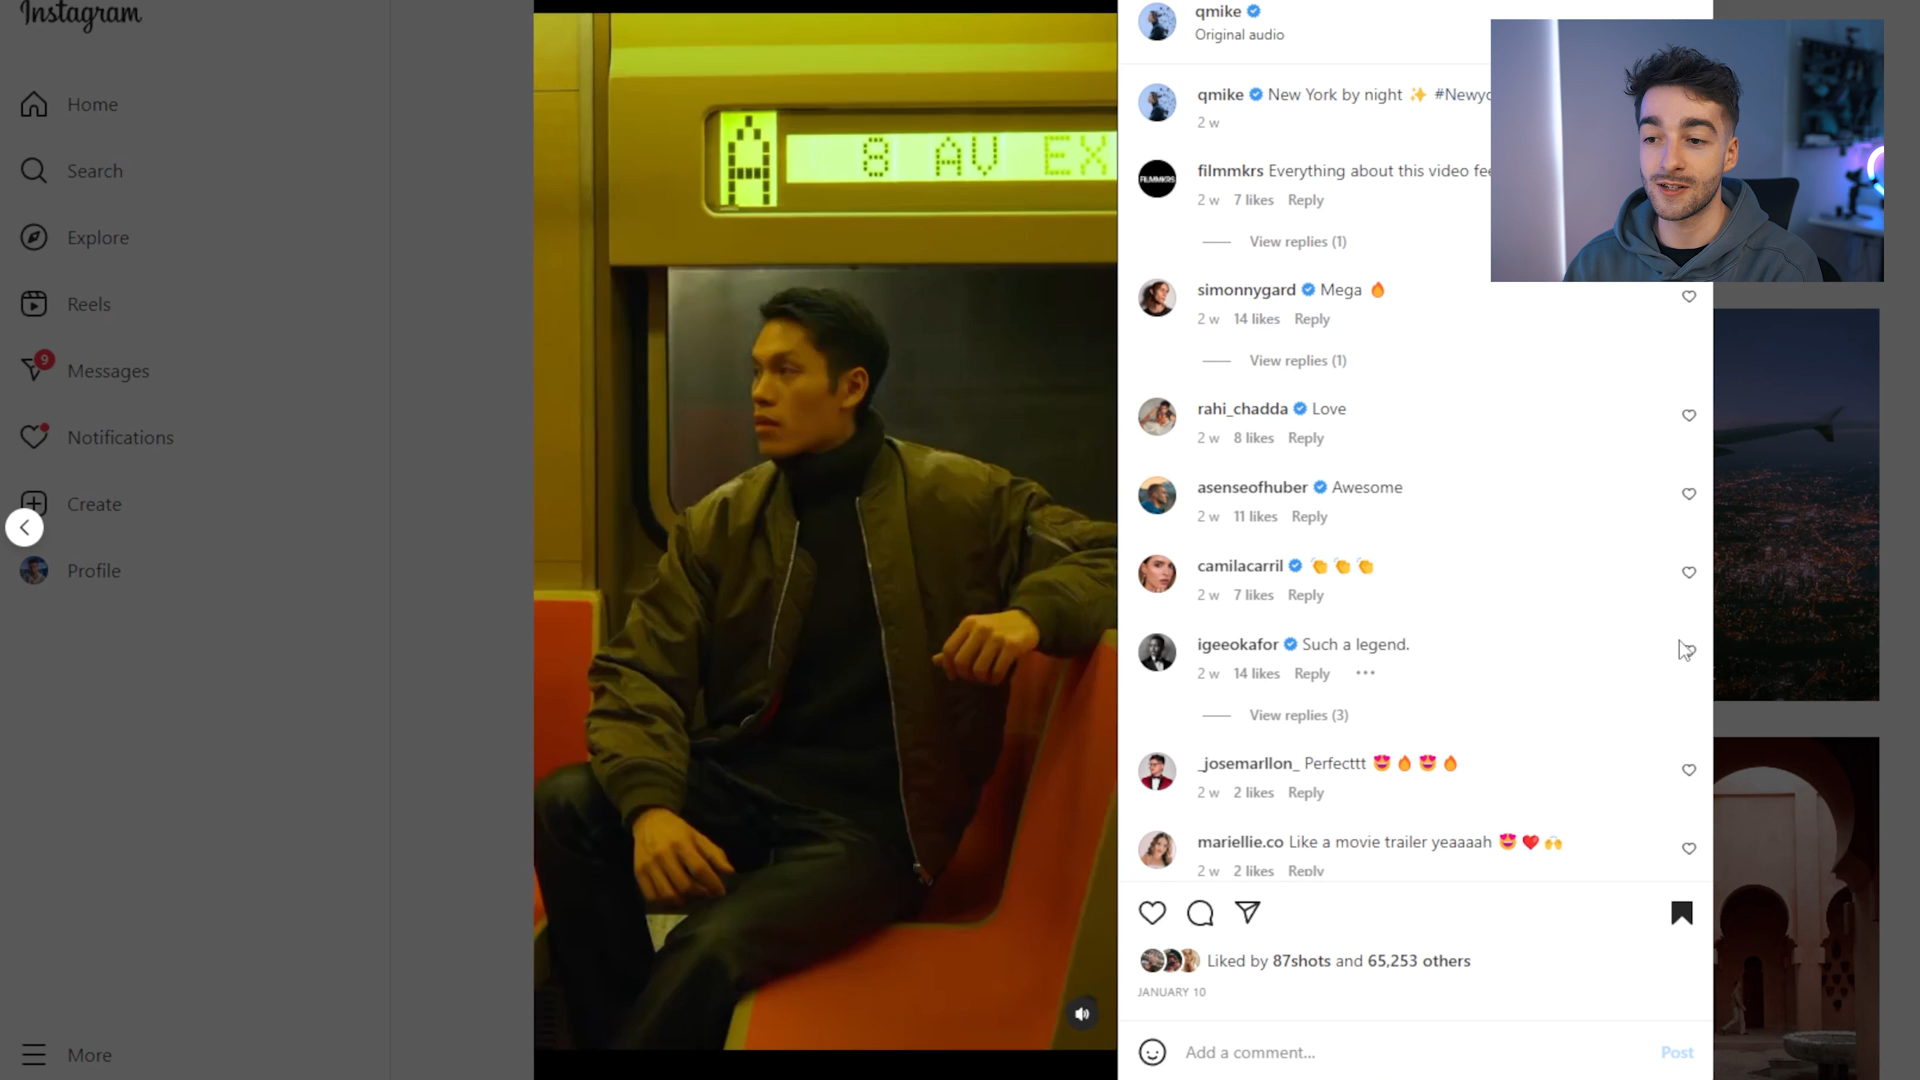 Instagram
Home
Search
Explore
Reels
9
Messages
Notifications
Create
Profile
More
A 8 AV EX
qmike
Original audio
qmike New York by night ✨
2 w
FILMMKRS
filmmkrs Everything about this video
2 w 7 likes Reply
View replies (1)
simonnygard Mega 🔥
2 w 14 likes Reply
View replies (1)
rahi_chadda Love
2 w 8 likes Reply
asenseofhuber Awesome
2 w 11 likes Reply
camilacarril 👏 👏 👏
2 w 7 likes Reply
igeeokafor Such a legend.
2 w 14 likes Reply •••
View replies (3)
_josemarllon_ Perfecttt 😍 🔥 😍 🔥
2 w 2 likes Reply
mariellie.co Like a movie trailer yeaaaah 😍 ❤️ 🙌
2 w 2 likes Reply
Liked by 87shots and 65,253 others
JANUARY 10
Add a comment...
Post